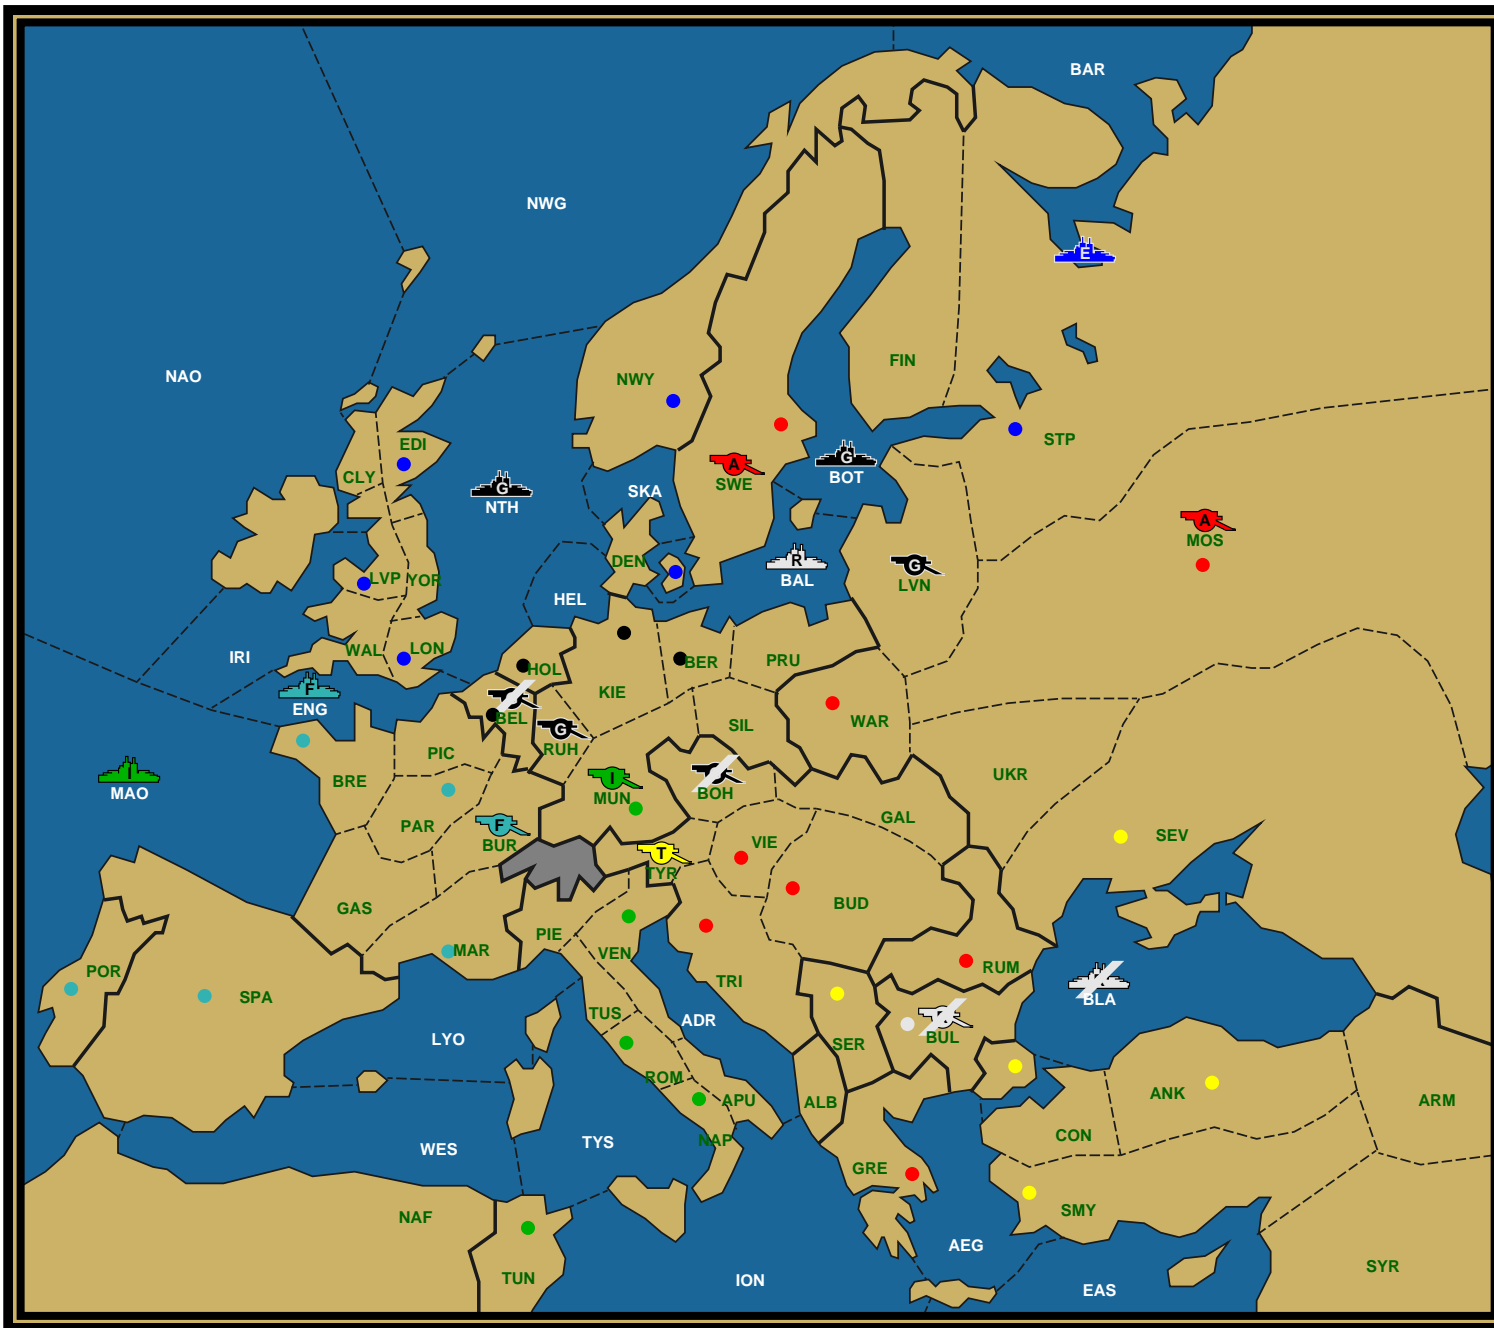 BAR
NWG
E
NAO
FIN
NWY
EDI
STP
CLY
A
SWE
G
BOT
G
NTH
SKA
A
MOS
DEN
R
BAL
G
LVN
LVP
YOR
HEL
IRI
WAL
LON
HOL
BER
PRU
KIE
F
ENG
BEL
WAR
SIL
G
RUH
PIC
UKR
BRE
I
MAO
I
MUN
BOH
PAR
F
BUR
GAL
SEV
VIE
T
TYR
BUD
GAS
PIE
VEN
MAR
POR
SPA
TRI
RUM
BLA
TUS
ADR
LYO
SER
BUL
ROM
APU
ALB
ANK
ARM
CON
WES
TYS
NAP
GRE
SMY
NAF
AEG
TUN
ION
EAS
SYR